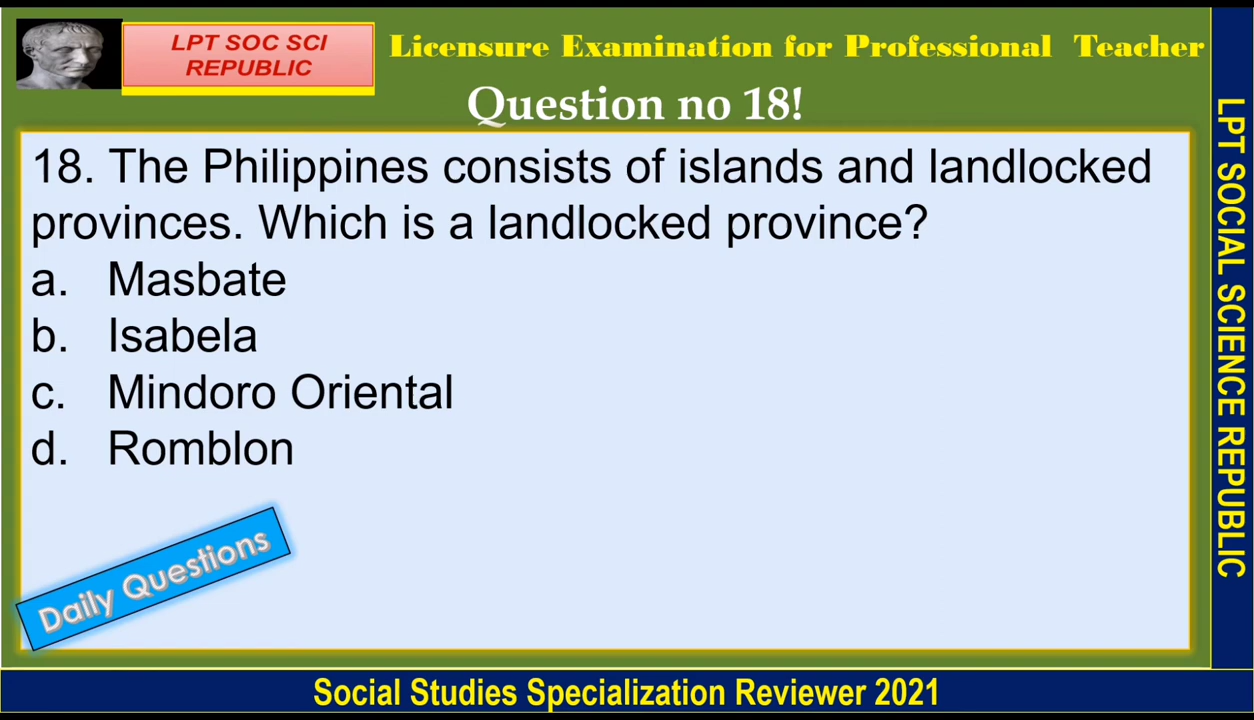 LPT SOC SCI
REPUBLIC
Licensure Examination for Professional Teacher
Question no 18!
18. The Philippines consists of islands and landlocked
provinces. Which is a landlocked province?
a. Masbate
b. Isabela
c. Mindoro Oriental
d. Romblon
Daily Questions
LPT SOCIAL SCIENCE REPUBLIC
Social Studies Specialization Reviewer 2021